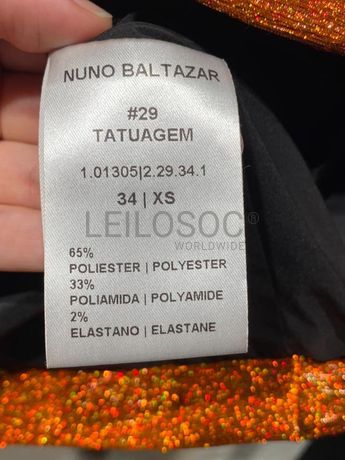 NUNO BALTAZAR
#29
TATUAGEM
1.01305|2.29.34.1
34 | XS
LEILOSOC®
WORLDWIDE
65%
POLIESTER | POLYESTER
33%
POLIAMIDA | POLYAMIDE
2%
ELASTANO | ELASTANE